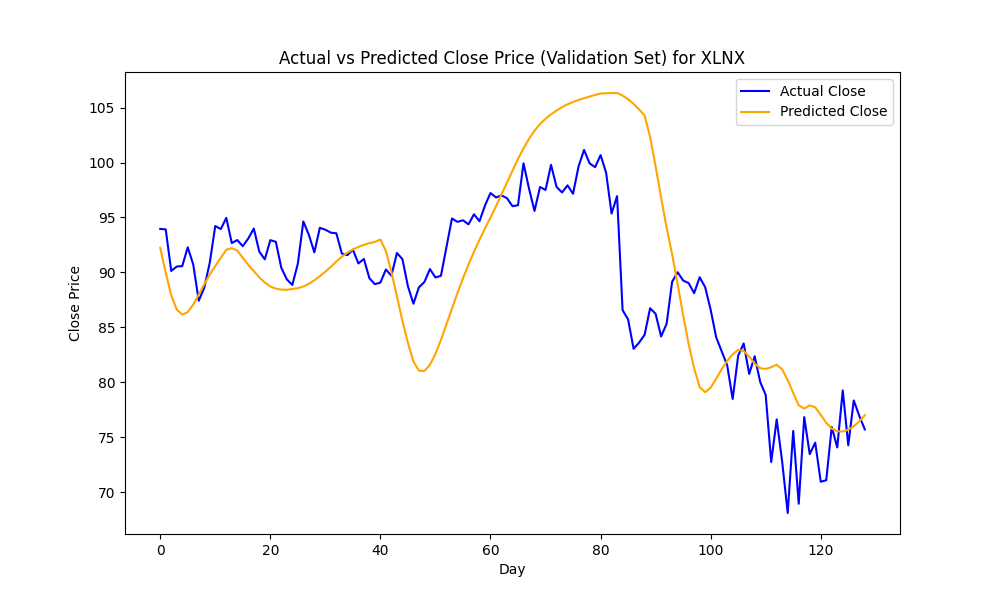 Actual vs Predicted Close Price (Validation Set) for XLNX
Actual Close
Predicted Close
Close Price
105
100
95
90
85
80
75
70
0 20 40 60 80 100 120
Day